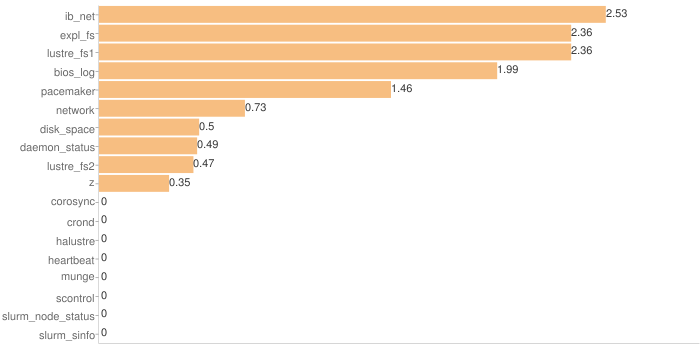 ib_net 2.53
expl_fs 2.36
lustre_fs1 2.36
bios_log 1.99
pacemaker 1.46
network 0.73
disk_space 0.5
daemon_status 0.49
lustre_fs2 0.47
z 0.35
corosync 0
crond 0
halustre 0
heartbeat 0
munge 0
scontrol 0
slurm_node_status 0
slurm_sinfo 0